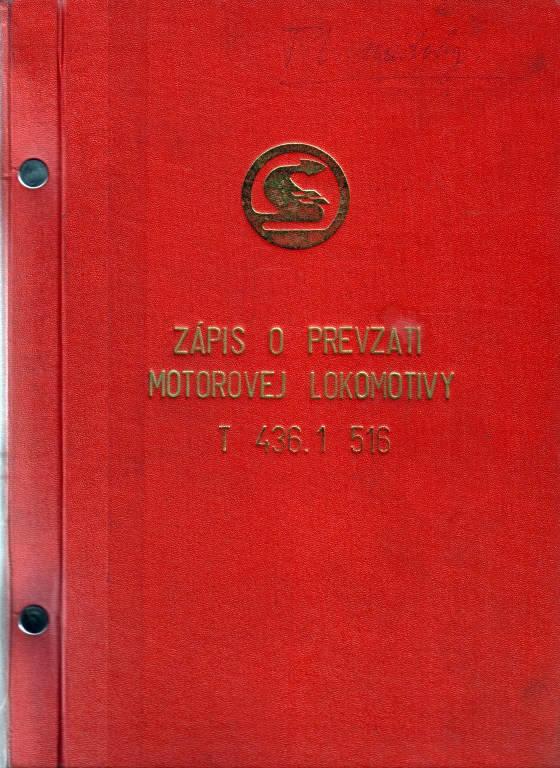 ZÁPIS O PREVZATI
MOTOROVEJ LOKOMOTIVY
T 436.1 516